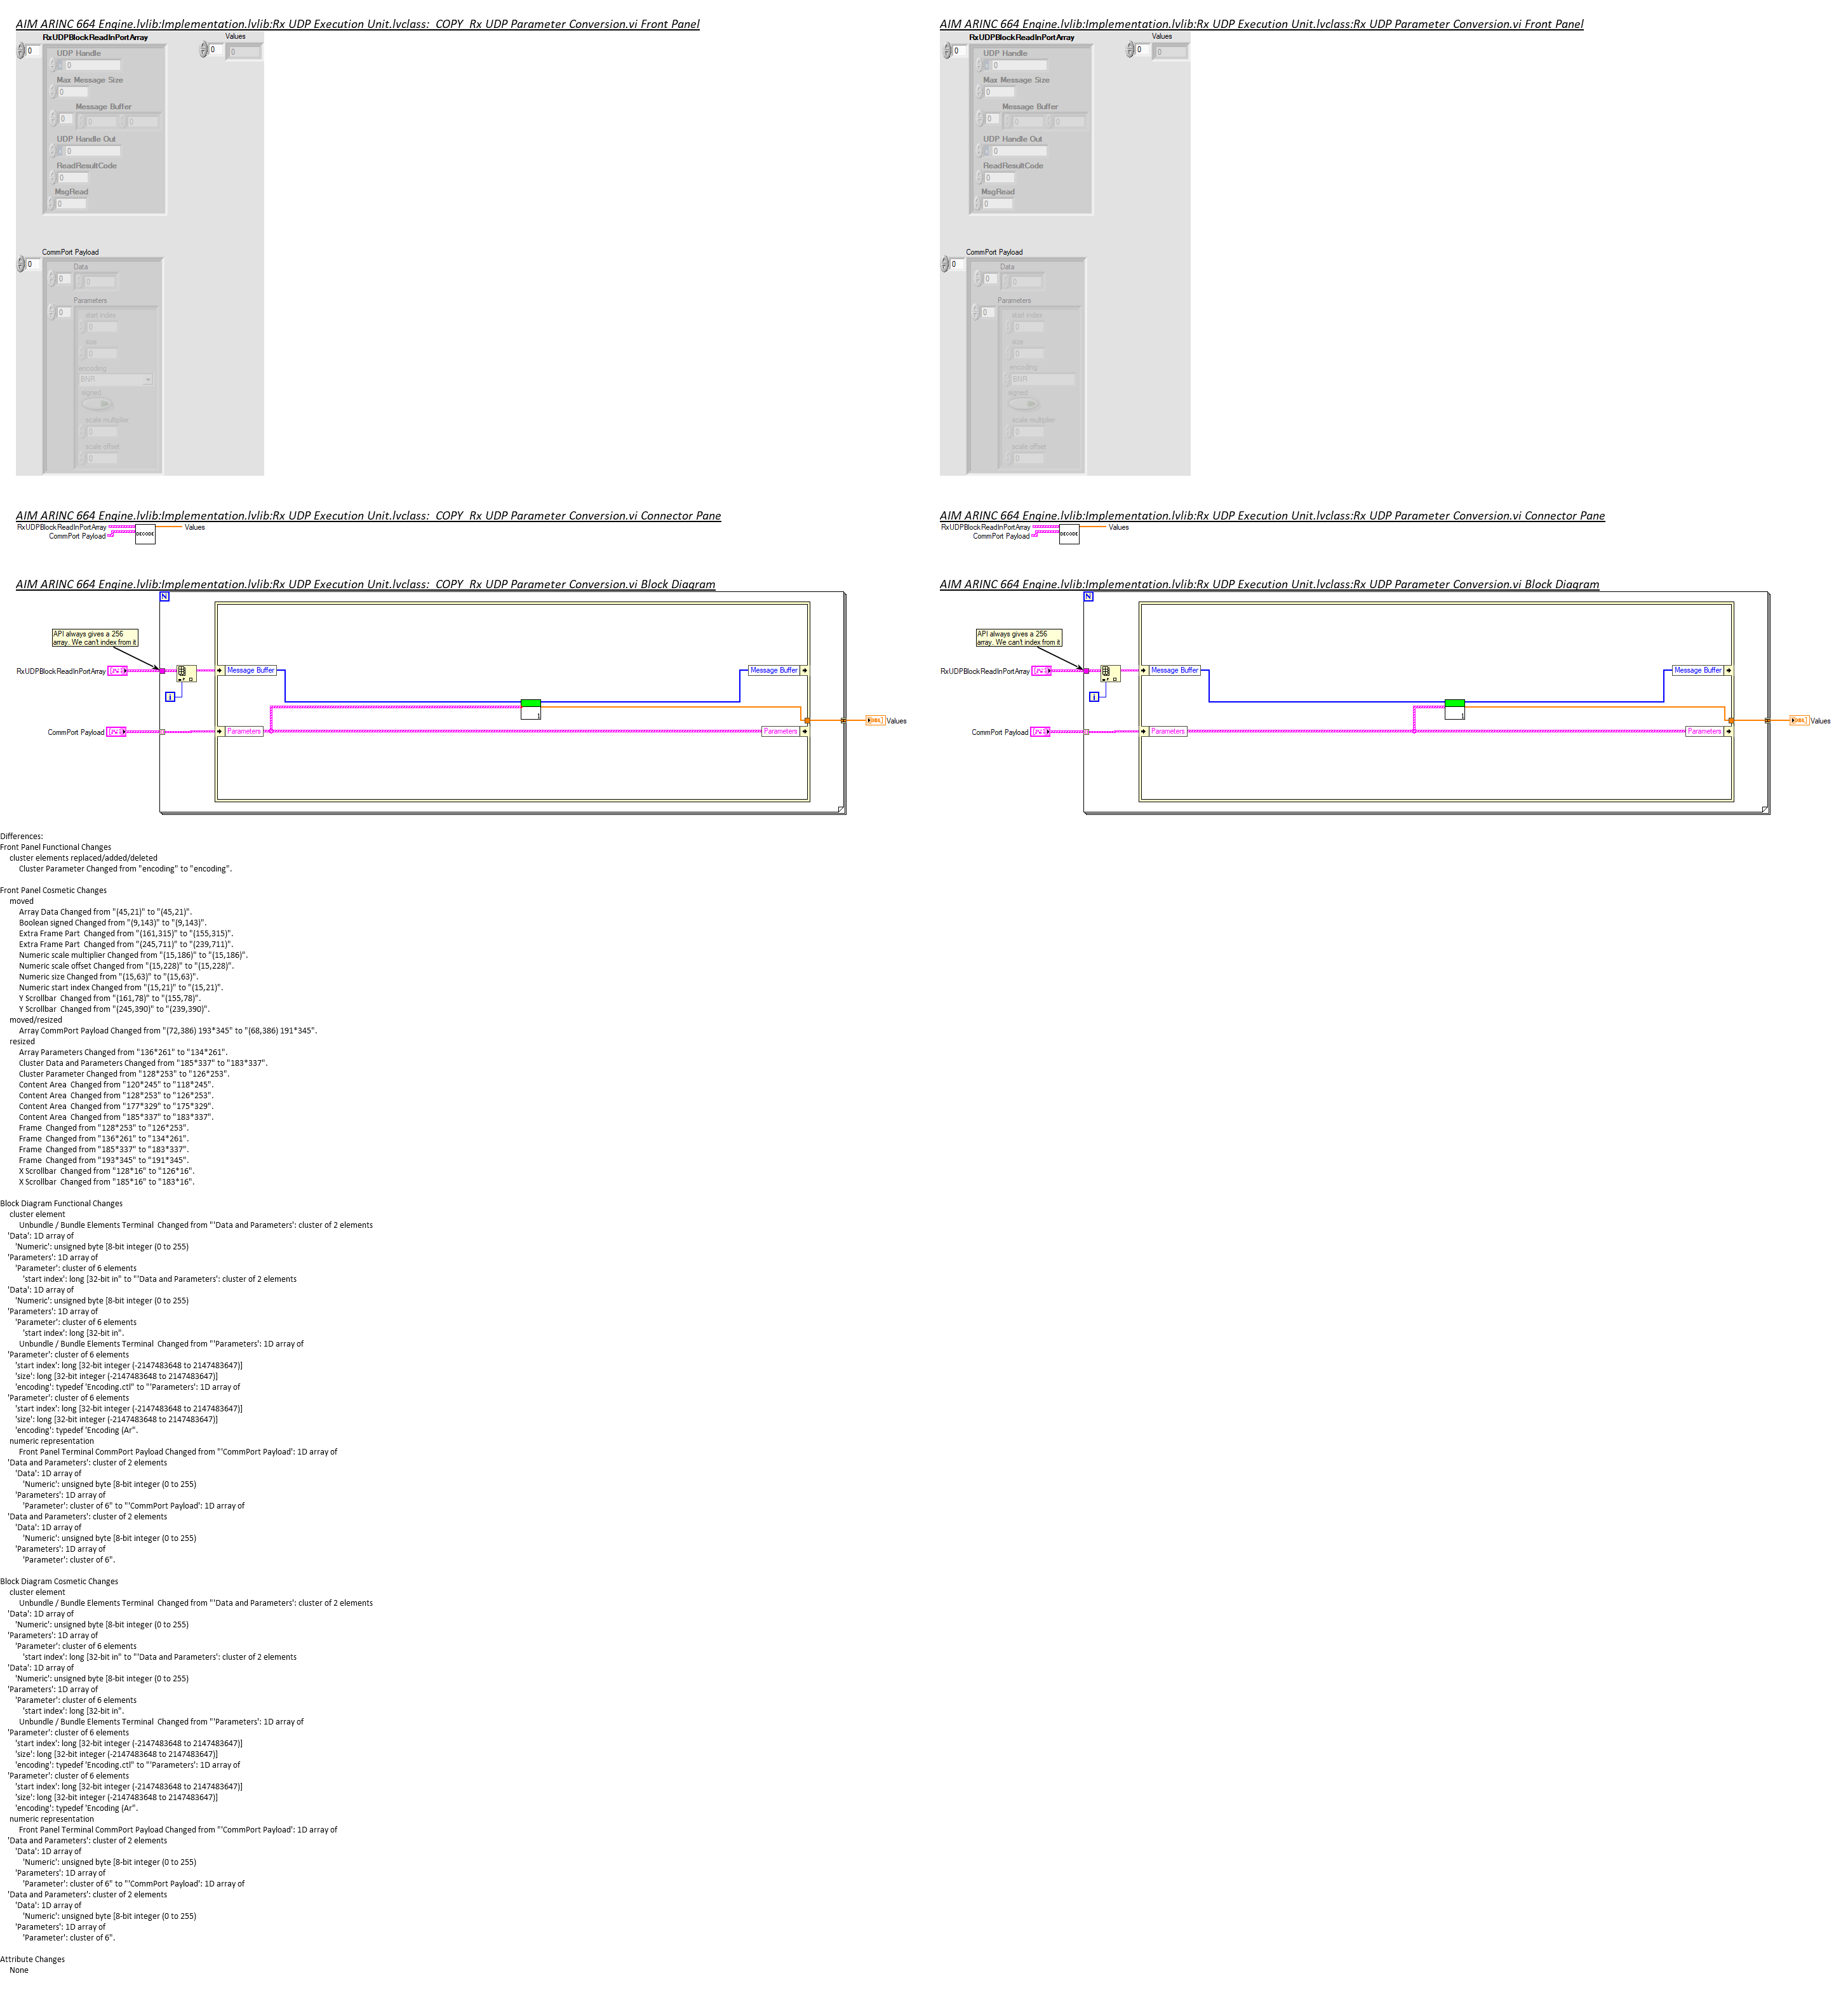 AIM ARINC 664 Engine.lvlib:Implementation.lvlib:Rx UDP Execution Unit.lvclass:  COPY  Rx UDP Parameter Conversion.vi Front Panel
RxUDPBlockReadInPortArray
Values
0
0
0
UDP Handle
0
Max Message Size
0
Message Buffer
0
0
0
UDP Handle Out
0
ReadResultCode
0
MsgRead
0
CommPort Payload
0
Data
0
0
Parameters
0
start index
0
size
0
encoding
BNR
signed
scale multiplier
0
scale offset
0
AIM ARINC 664 Engine.lvlib:Implementation.lvlib:Rx UDP Execution Unit.lvclass:Rx UDP Parameter Conversion.vi Front Panel
RxUDPBlockReadInPortArray
Values
0
0
0
UDP Handle
0
Max Message Size
0
Message Buffer
0
0
0
UDP Handle Out
0
ReadResultCode
0
MsgRead
0
CommPort Payload
0
Data
0
0
Parameters
0
start index
0
size
0
encoding
BNR
signed
scale multiplier
0
scale offset
0
AIM ARINC 664 Engine.lvlib:Implementation.lvlib:Rx UDP Execution Unit.lvclass:  COPY  Rx UDP Parameter Conversion.vi Connector Pane
RxUDPBlockReadInPortArray
CommPort Payload
DECODE
Values
AIM ARINC 664 Engine.lvlib:Implementation.lvlib:Rx UDP Execution Unit.lvclass:Rx UDP Parameter Conversion.vi Connector Pane
RxUDPBlockReadInPortArray
CommPort Payload
DECODE
Values
AIM ARINC 664 Engine.lvlib:Implementation.lvlib:Rx UDP Execution Unit.lvclass:  COPY  Rx UDP Parameter Conversion.vi Block Diagram
N
API always gives a 256
array. We can't index from it
RxUDPBlockReadInPortArray
Message Buffer
Message Buffer
i
CommPort Payload
Parameters
Parameters
DBL
Values
AIM ARINC 664 Engine.lvlib:Implementation.lvlib:Rx UDP Execution Unit.lvclass:Rx UDP Parameter Conversion.vi Block Diagram
N
API always gives a 256
array. We can't index from it
RxUDPBlockReadInPortArray
Message Buffer
Message Buffer
i
CommPort Payload
Parameters
Parameters
DBL
Values
Differences:
Front Panel Functional Changes
cluster elements replaced/added/deleted
Cluster Parameter Changed from "encoding" to "encoding".
Front Panel Cosmetic Changes
moved
Array Data Changed from "(45,21)" to "(45,21)".
Boolean signed Changed from "(9,143)" to "(9,143)".
Extra Frame Part  Changed from "(161,315)" to "(155,315)".
Extra Frame Part  Changed from "(245,711)" to "(239,711)".
Numeric scale multiplier Changed from "(15,186)" to "(15,186)".
Numeric scale offset Changed from "(15,228)" to "(15,228)".
Numeric size Changed from "(15,63)" to "(15,63)".
Numeric start index Changed from "(15,21)" to "(15,21)".
Y Scrollbar  Changed from "(161,78)" to "(155,78)".
Y Scrollbar  Changed from "(245,390)" to "(239,390)".
moved/resized
Array CommPort Payload Changed from "(72,386) 193*345" to "(68,386) 191*345".
resized
Array Parameters Changed from "136*261" to "134*261".
Cluster Data and Parameters Changed from "185*337" to "183*337".
Cluster Parameter Changed from "128*253" to "126*253".
Content Area  Changed from "120*245" to "118*245".
Content Area  Changed from "128*253" to "126*253".
Content Area  Changed from "177*329" to "175*329".
Content Area  Changed from "185*337" to "183*337".
Frame  Changed from "128*253" to "126*253".
Frame  Changed from "136*261" to "134*261".
Frame  Changed from "185*337" to "183*337".
Frame  Changed from "193*345" to "191*345".
X Scrollbar  Changed from "128*16" to "126*16".
X Scrollbar  Changed from "185*16" to "183*16".
Block Diagram Functional Changes
cluster element
Unbundle / Bundle Elements Terminal  Changed from "'Data and Parameters': cluster of 2 elements
'Data': 1D array of
'Numeric': unsigned byte [8-bit integer (0 to 255)
'Parameters': 1D array of
'Parameter': cluster of 6 elements
'start index': long [32-bit in" to "'Data and Parameters': cluster of 2 elements
'Data': 1D array of
'Numeric': unsigned byte [8-bit integer (0 to 255)
'Parameters': 1D array of
'Parameter': cluster of 6 elements
'start index': long [32-bit in".
Unbundle / Bundle Elements Terminal  Changed from "'Parameters': 1D array of
'Parameter': cluster of 6 elements
'start index': long [32-bit integer (-2147483648 to 2147483647)]
'size': long [32-bit integer (-2147483648 to 2147483647)]
'encoding': typedef 'Encoding.ctl" to "'Parameters': 1D array of
'Parameter': cluster of 6 elements
'start index': long [32-bit integer (-2147483648 to 2147483647)]
'size': long [32-bit integer (-2147483648 to 2147483647)]
'encoding': typedef 'Encoding (Ar".
numeric representation
Front Panel Terminal CommPort Payload Changed from "'CommPort Payload': 1D array of
'Data and Parameters': cluster of 2 elements
'Data': 1D array of
'Numeric': unsigned byte [8-bit integer (0 to 255)
'Parameters': 1D array of
'Parameter': cluster of 6" to "'CommPort Payload': 1D array of
'Data and Parameters': cluster of 2 elements
'Data': 1D array of
'Numeric': unsigned byte [8-bit integer (0 to 255)
'Parameters': 1D array of
'Parameter': cluster of 6".
Block Diagram Cosmetic Changes
cluster element
Unbundle / Bundle Elements Terminal  Changed from "'Data and Parameters': cluster of 2 elements
'Data': 1D array of
'Numeric': unsigned byte [8-bit integer (0 to 255)
'Parameters': 1D array of
'Parameter': cluster of 6 elements
'start index': long [32-bit in" to "'Data and Parameters': cluster of 2 elements
'Data': 1D array of
'Numeric': unsigned byte [8-bit integer (0 to 255)
'Parameters': 1D array of
'Parameter': cluster of 6 elements
'start index': long [32-bit in".
Unbundle / Bundle Elements Terminal  Changed from "'Parameters': 1D array of
'Parameter': cluster of 6 elements
'start index': long [32-bit integer (-2147483648 to 2147483647)]
'size': long [32-bit integer (-2147483648 to 2147483647)]
'encoding': typedef 'Encoding.ctl" to "'Parameters': 1D array of
'Parameter': cluster of 6 elements
'start index': long [32-bit integer (-2147483648 to 2147483647)]
'size': long [32-bit integer (-2147483648 to 2147483647)]
'encoding': typedef 'Encoding (Ar".
numeric representation
Front Panel Terminal CommPort Payload Changed from "'CommPort Payload': 1D array of
'Data and Parameters': cluster of 2 elements
'Data': 1D array of
'Numeric': unsigned byte [8-bit integer (0 to 255)
'Parameters': 1D array of
'Parameter': cluster of 6" to "'CommPort Payload': 1D array of
'Data and Parameters': cluster of 2 elements
'Data': 1D array of
'Numeric': unsigned byte [8-bit integer (0 to 255)
'Parameters': 1D array of
'Parameter': cluster of 6".
Attribute Changes
None